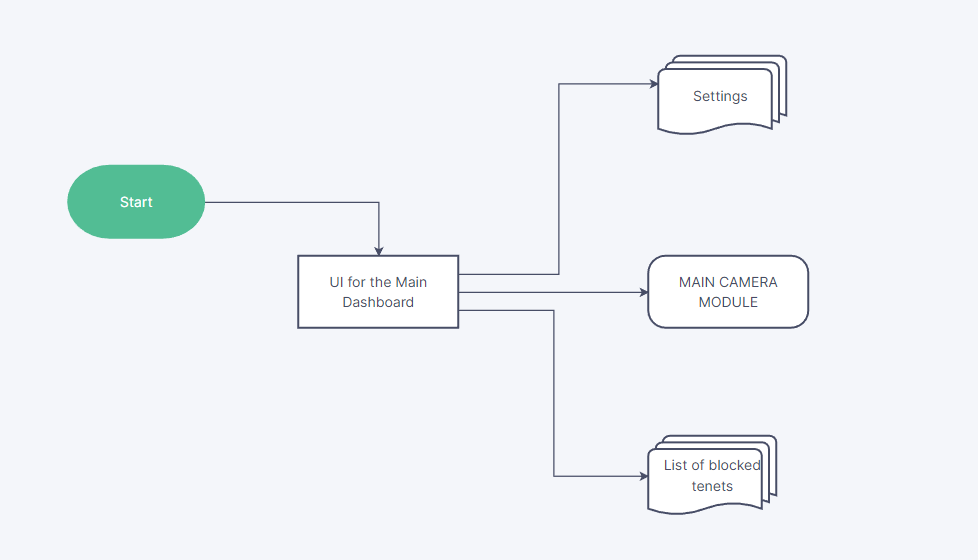 Settings
Start
UI for the Main
Dashboard
MAIN CAMERA
MODULE
List of blocked
tenets